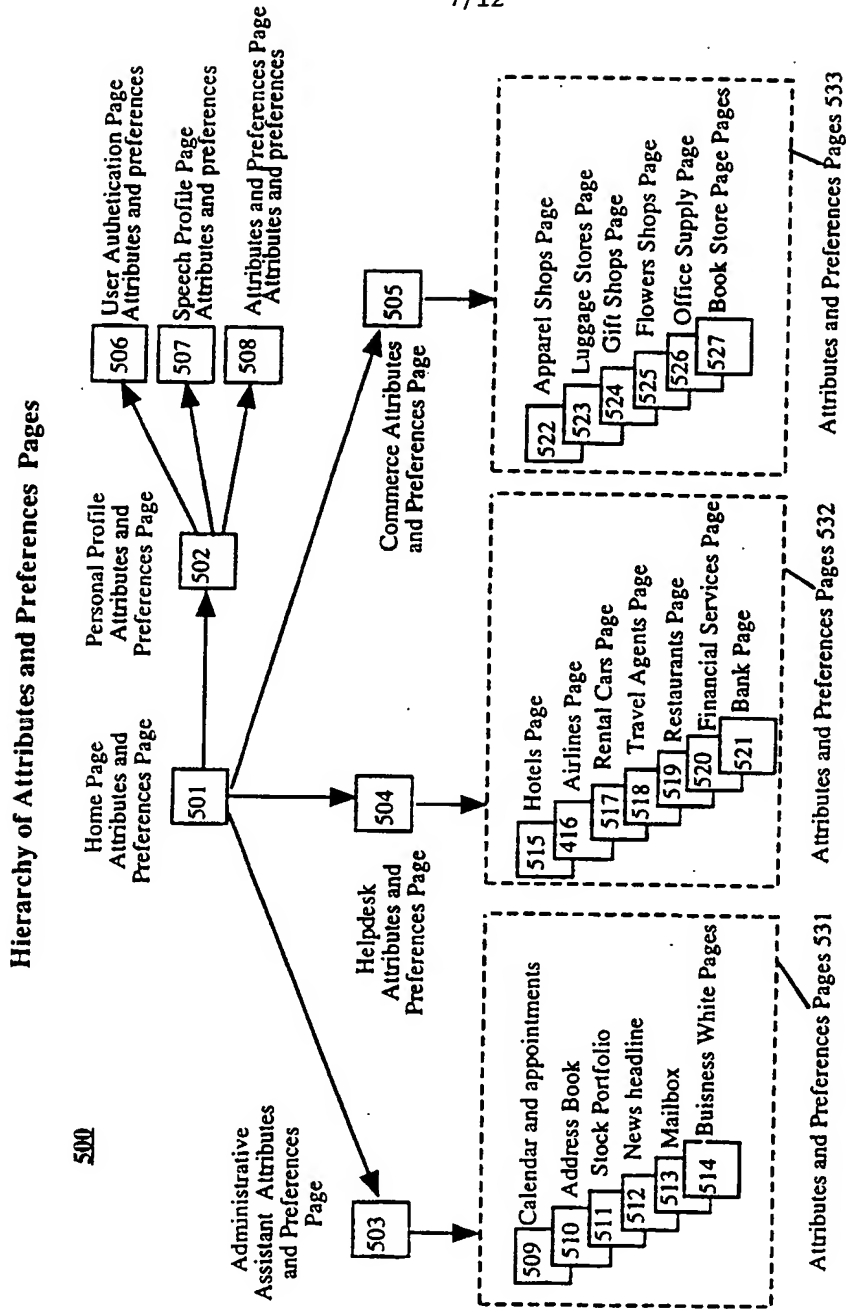 7/12
Hierarchy of Attributes and Preferences Pages
500
Home Page
Attributes and
Preferences Page
501
Personal Profile
Attributes and
Preferences Page
502
506
User Authetication Page
Attributes and preferences
507
Speech Profile Page
Attributes and preferences
508
Attributes and Preferences Page
Attributes and preferences
Administrative
Assistant Attributes
and Preferences
Page
503
504
Helpdesk
Attributes and
Preferences Page
Commerce Attributes
and Preferences Page
505
509 Calendar and appointments
510 Address Book
511 Stock Portfolio
512 News headline
513 Mailbox
514 Buisness White Pages
Attributes and Preferences Pages 531
515 Hotels Page
416 Airlines Page
517 Rental Cars Page
518 Travel Agents Page
519 Restaurants Page
520 Financial Services Page
521 Bank Page
Attributes and Preferences Pages 532
522 Apparel Shops Page
523 Luggage Stores Page
524 Gift Shops Page
525 Flowers Shops Page
526 Office Supply Page
527 Book Store Page Pages
Attributes and Preferences Pages 533